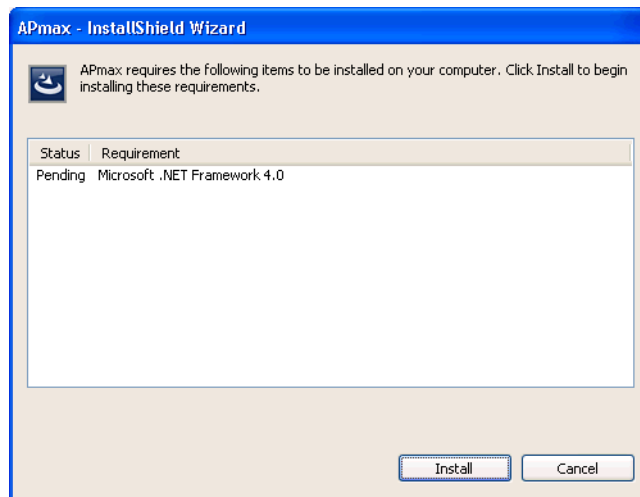 APmax - InstallShield Wizard
APmax requires the following items to be installed on your computer. Click Install to begin
installing these requirements.
Status Requirement
Pending Microsoft .NET Framework 4.0
Install Cancel